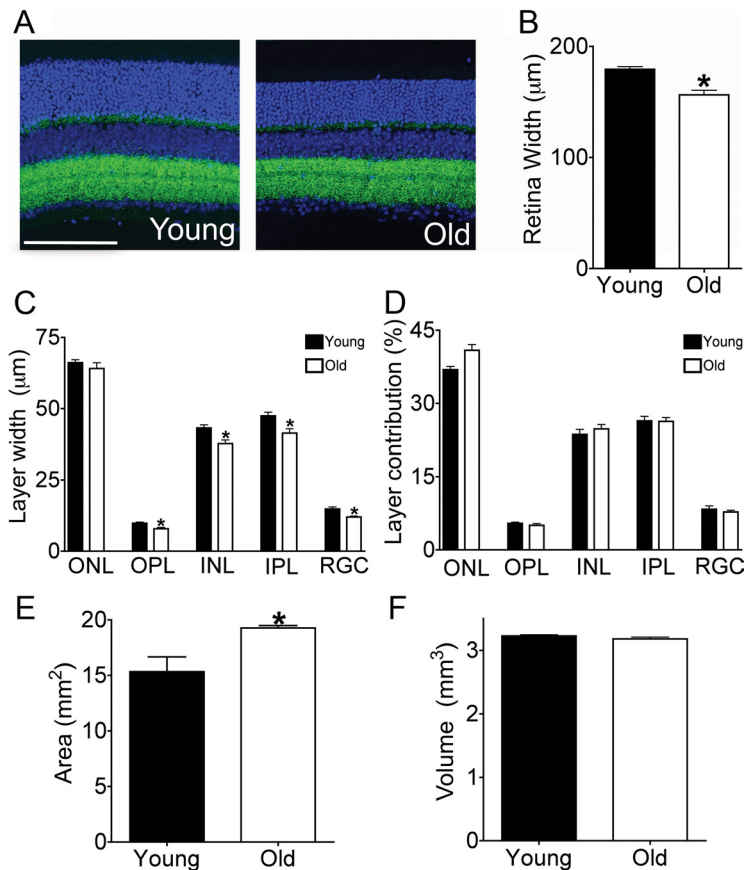 A
Young
Old
B
Retina Width (μm)
200
100
0
*
Young
Old
C
Layer width (μm)
75
50
25
0
Young
Old
*
*
*
*
ONL
OPL
INL
IPL
RGC
D
Layer contribution (%)
45
30
15
0
Young
Old
ONL
OPL
INL
IPL
RGC
E
Area (mm²)
20
15
10
5
0
*
Young
Old
F
Volume (mm³)
3
2
1
0
Young
Old